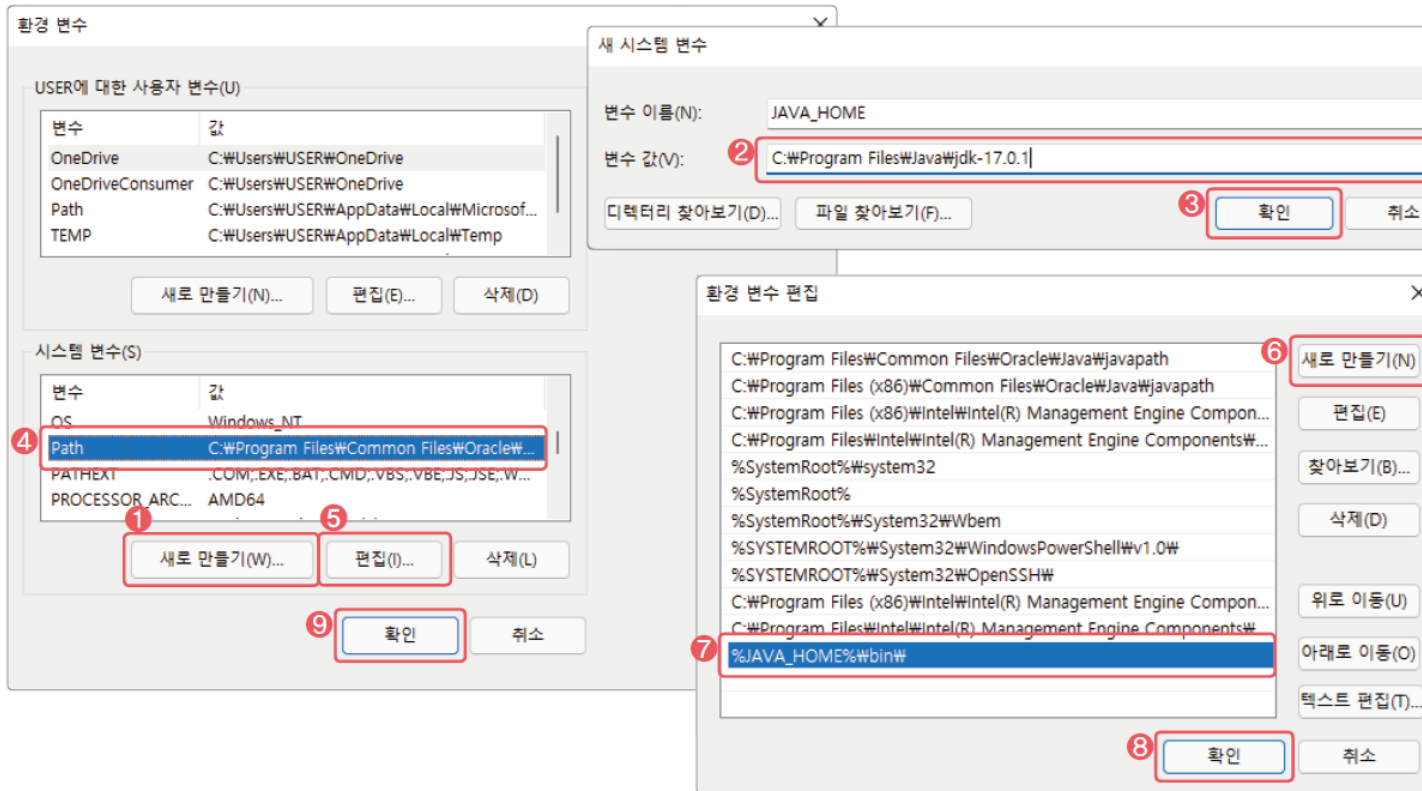 환경 변수
USER에 대한 사용자 변수(U)
변수 값
OneDrive C:₩Users₩USER₩OneDrive
OneDriveConsumer C:₩Users₩USER₩OneDrive
Path C:₩Users₩USER₩AppData₩Local₩Microsof...
TEMP C:₩Users₩USER₩AppData₩Local₩Temp
새로 만들기(N)... 편집(E)... 삭제(D)
시스템 변수(S)
변수 값
OS Windows_NT
4 Path C:₩Program Files₩Common Files₩Oracle₩...
PATHEXT .COM;.EXE;.BAT;.CMD;.VBS;.VBE;.JS;.JSE;.W...
PROCESSOR_ARC... AMD64
1 새로 만들기(W)... 5 편집(I)... 삭제(L)
9 확인 취소
새 시스템 변수
변수 이름(N): JAVA_HOME
변수 값(V): 2 C:₩Program Files₩Java₩jdk-17.0.1
디렉터리 찾아보기(D)... 파일 찾아보기(F)... 3 확인 취소
환경 변수 편집
C:₩Program Files₩Common Files₩Oracle₩Java₩javapath
C:₩Program Files (x86)₩Common Files₩Oracle₩Java₩javapath
C:₩Program Files (x86)₩Intel₩Intel(R) Management Engine Compon...
C:₩Program Files₩Intel₩Intel(R) Management Engine Components₩...
%SystemRoot%₩system32
%SystemRoot%
%SystemRoot%₩System32₩Wbem
%SYSTEMROOT%₩System32₩WindowsPowerShell₩v1.0₩
%SYSTEMROOT%₩System32₩OpenSSH₩
C:₩Program Files (x86)₩Intel₩Intel(R) Management Engine Compon...
C:₩Program Files₩Intel₩Intel(R) Management Engine Components₩
7 %JAVA_HOME%₩bin₩
6 새로 만들기(N)
편집(E)
찾아보기(B)...
삭제(D)
위로 이동(U)
아래로 이동(O)
텍스트 편집(T)...
8 확인 취소